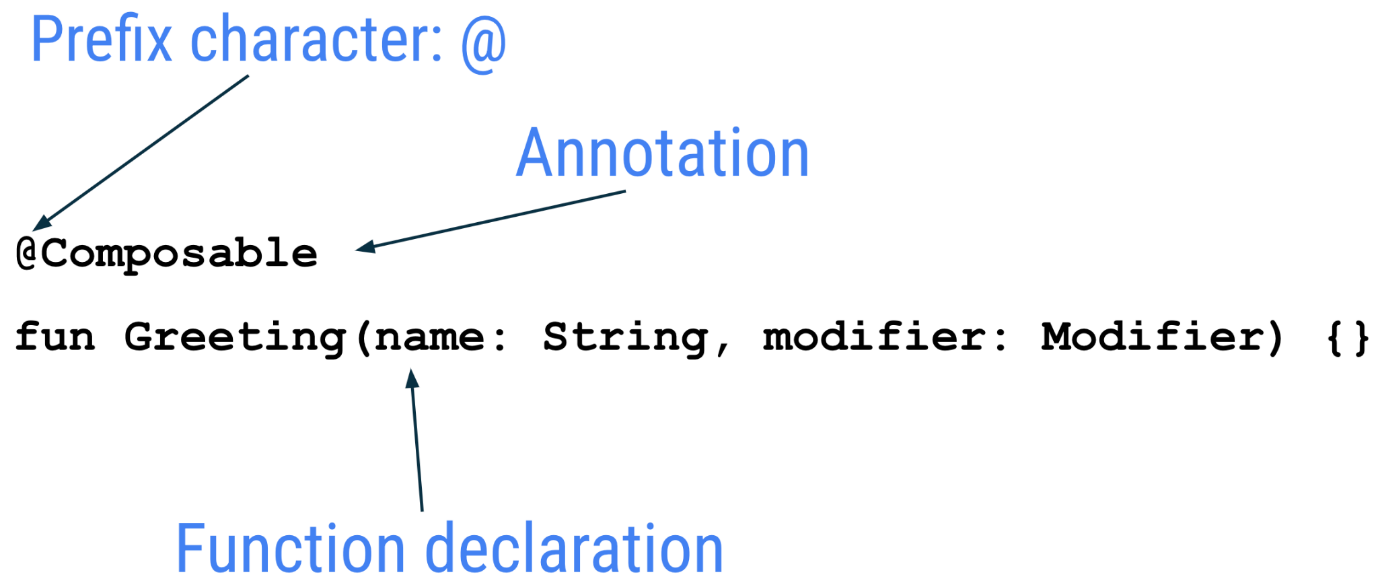 Prefix character: @
Annotation
@Composable
fun Greeting(name: String, modifier: Modifier) {}
Function declaration